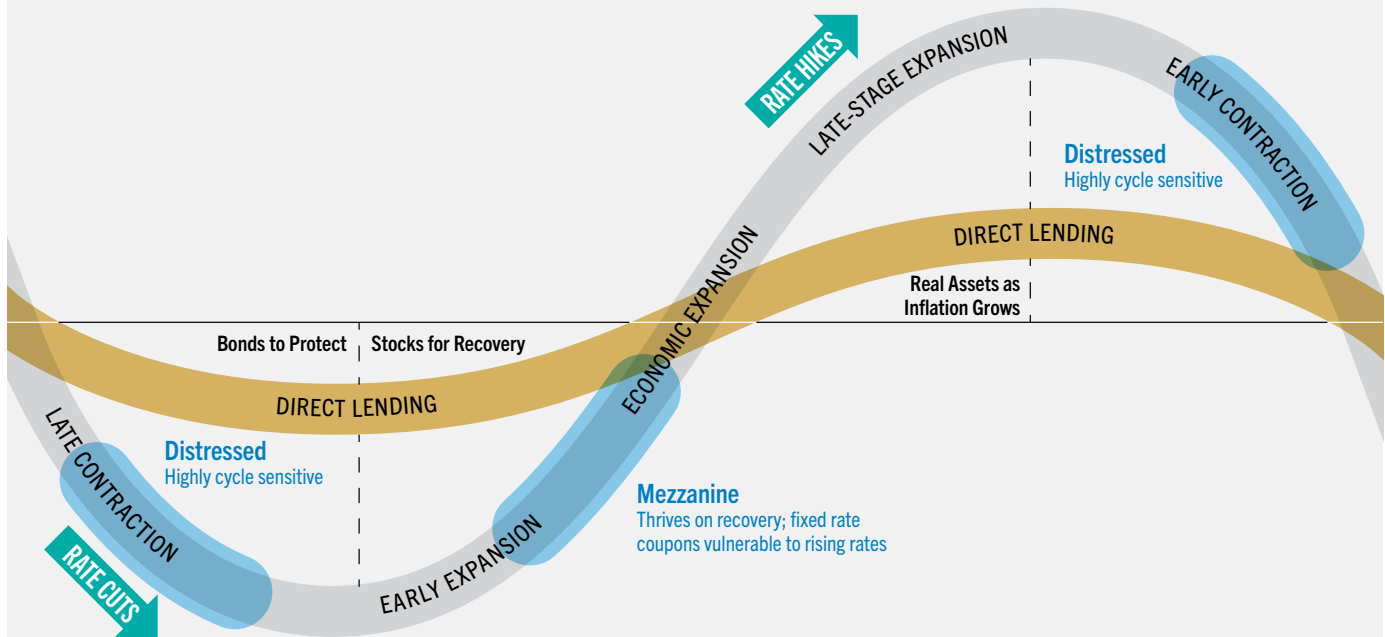 RATE HIKES
LATE-STAGE EXPANSION
EARLY CONTRACTION
Distressed
Highly cycle sensitive
DIRECT LENDING
ECONOMIC EXPANSION
Real Assets as
Inflation Grows
Bonds to Protect
Stocks for Recovery
DIRECT LENDING
LATE CONTRACTION
Distressed
Highly cycle sensitive
Mezzanine
Thrives on recovery; fixed rate
coupons vulnerable to rising rates
EARLY EXPANSION
RATE CUTS